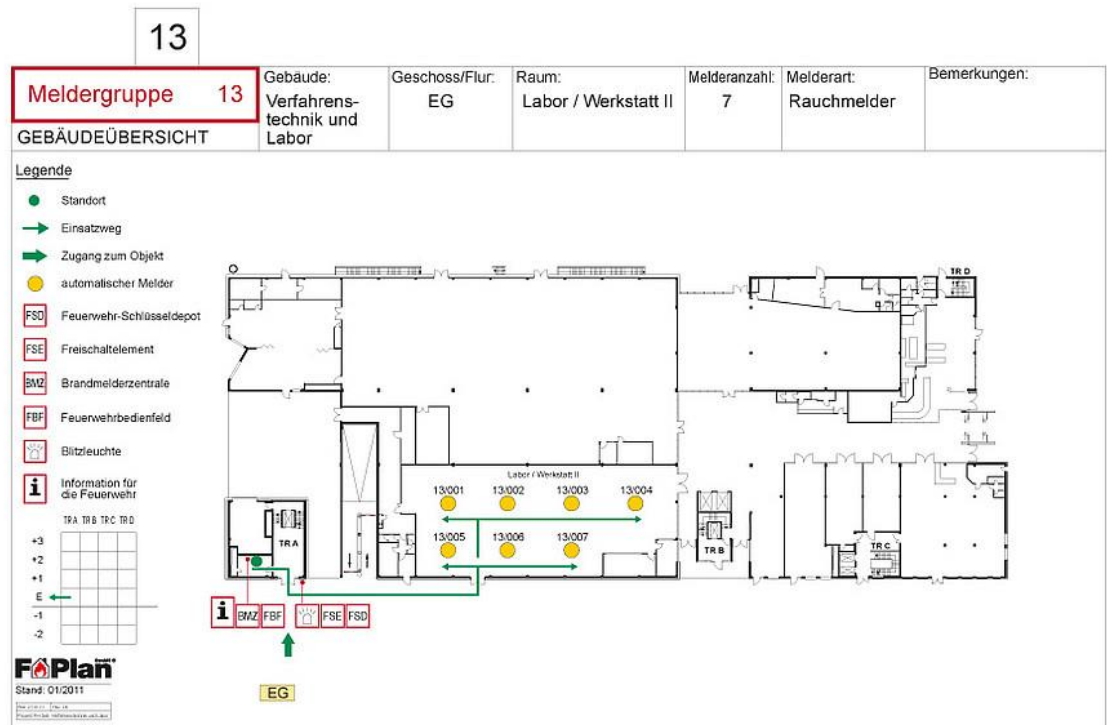 13
Meldergruppe 13
GEBÄUDEÜBERSICHT
Gebäude:
Verfahrens-
technik und
Labor
Geschoss/Flur:
EG
Raum:
Labor / Werkstatt II
Melderanzahl:
7
Melderart:
Rauchmelder
Bemerkungen:
Legende
Standort
Einsatzweg
Zugang zum Objekt
automatischer Melder
FSD Feuerwehr-Schlüsseldepot
FSE Freischaltelement
BMZ Brandmelderzentrale
FBF Feuerwehrbedienfeld
Blitzleuchte
i Information für
die Feuerwehr
TRA TRB TRC TRD
+3
+2
+1
E
-1
-2
FöPlan
Stand: 01/2011
TR D
Labor / Werkstatt II
13/001 13/002 13/003 13/004
13/005 13/006 13/007
TR A
TR B
TR C
i BMZ FBF FSE FSD
EG